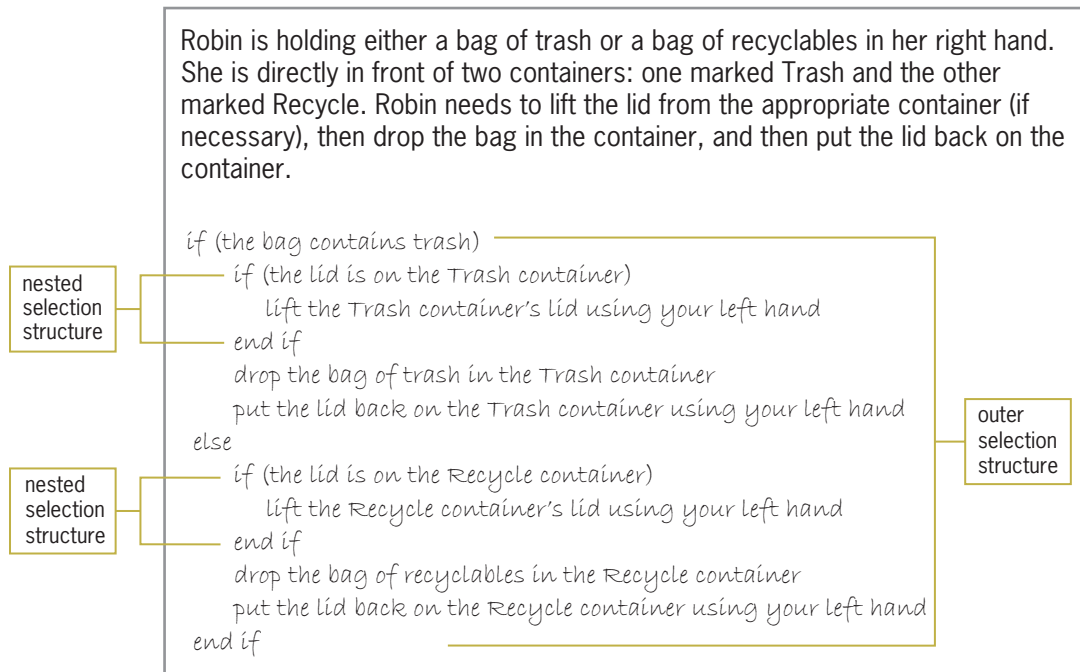 Robin is holding either a bag of trash or a bag of recyclables in her right hand.
She is directly in front of two containers: one marked Trash and the other
marked Recycle. Robin needs to lift the lid from the appropriate container (if
necessary), then drop the bag in the container, and then put the lid back on the
container.
if (the bag contains trash)
if (the lid is on the Trash container)
lift the Trash container's lid using your left hand
end if
drop the bag of trash in the Trash container
put the lid back on the Trash container using your left hand
else
if (the lid is on the Recycle container)
lift the Recycle container's lid using your left hand
end if
drop the bag of recyclables in the Recycle container
put the lid back on the Recycle container using your left hand
end if
nested
selection
structure
nested
selection
structure
outer
selection
structure